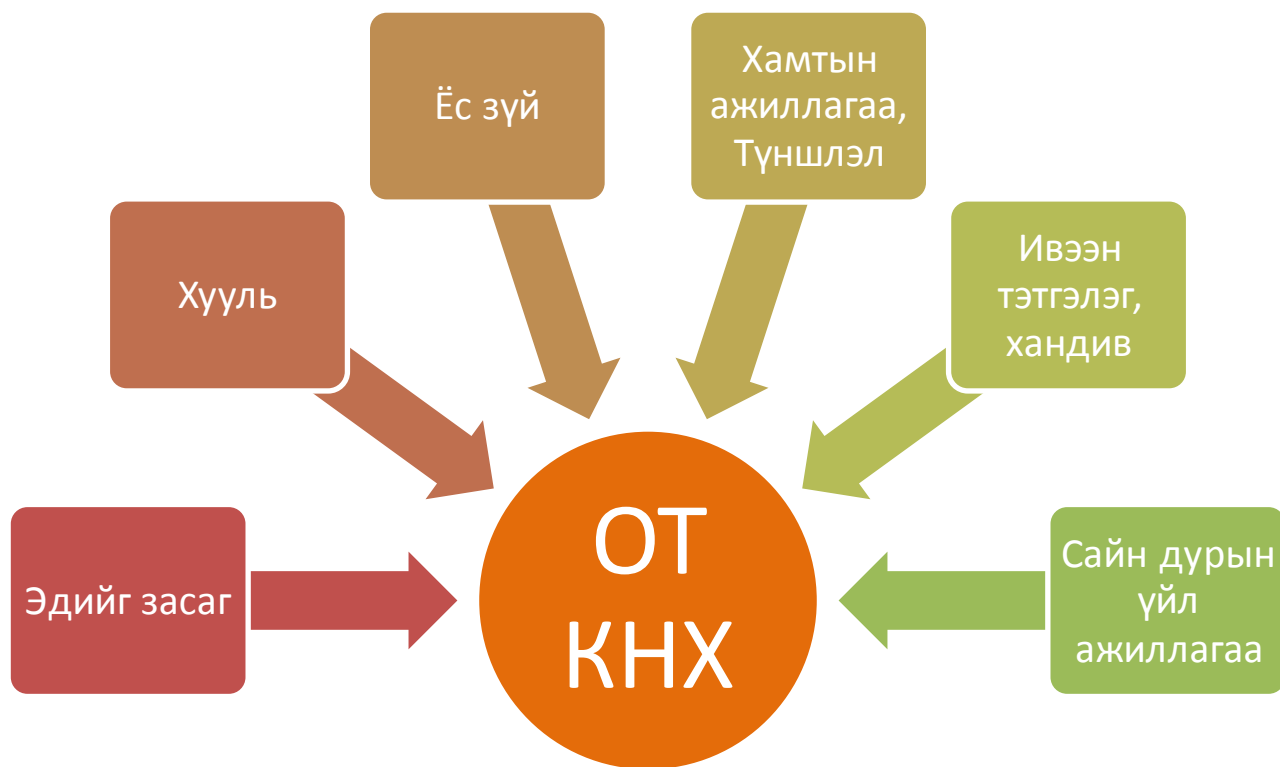 Ёс зүй
Хамтын
ажиллагаа,
Түншлэл
Хууль
Ивээн
тэтгэлэг,
хандив
Эдийг засаг
ОТ
КНХ
Сайн дурын
үйл
ажиллагаа